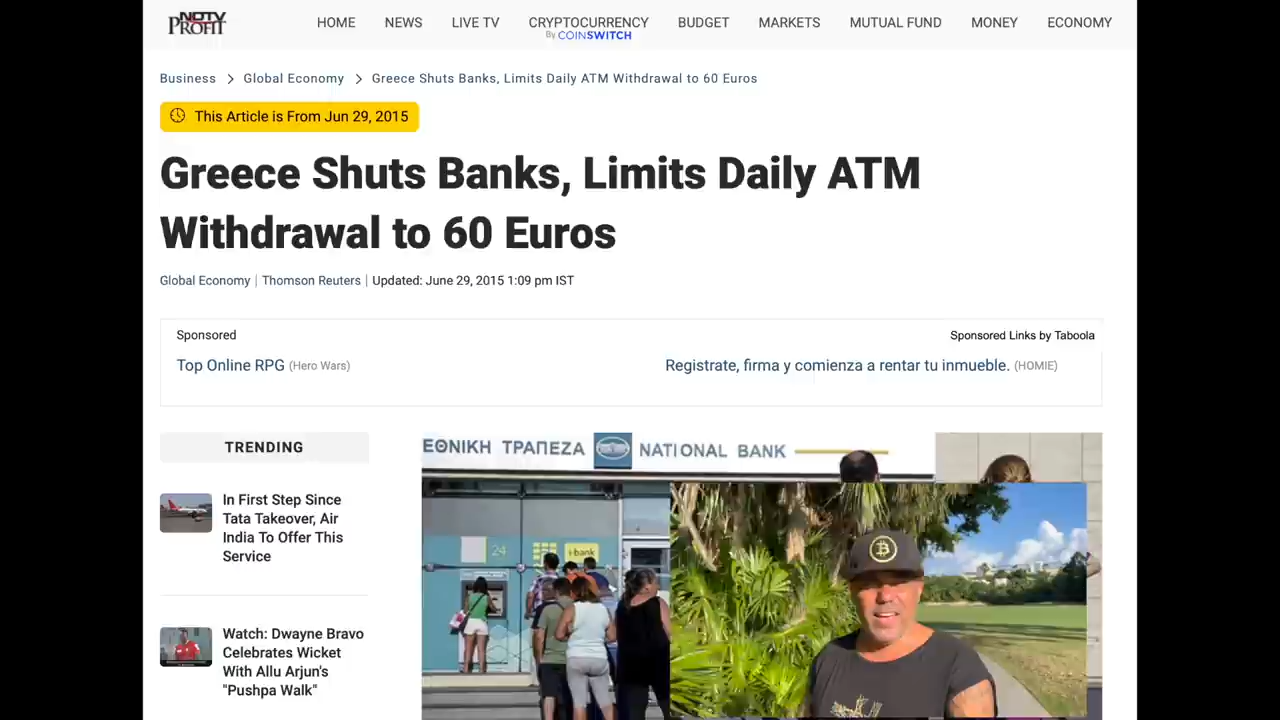 NDTV
PROFIT
HOME NEWS LIVE TV CRYPTOCURRENCY BUDGET MARKETS MUTUAL FUND MONEY ECONOMY
By COINSWITCH
Business > Global Economy > Greece Shuts Banks, Limits Daily ATM Withdrawal to 60 Euros
This Article is From Jun 29, 2015
Greece Shuts Banks, Limits Daily ATM
Withdrawal to 60 Euros
Global Economy | Thomson Reuters | Updated: June 29, 2015 1:09 pm IST
Sponsored
Sponsored Links by Taboola
Top Online RPG (Hero Wars)
Registrate, firma y comienza a rentar tu inmueble. (HOMIE)
TRENDING
In First Step Since
Tata Takeover, Air
India To Offer This
Service
Watch: Dwayne Bravo
Celebrates Wicket
With Allu Arjun's
"Pushpa Walk"
ΕΘΝΙΚΗ ΤΡΑΠΕΖΑ NATIONAL BANK
24
i-bank